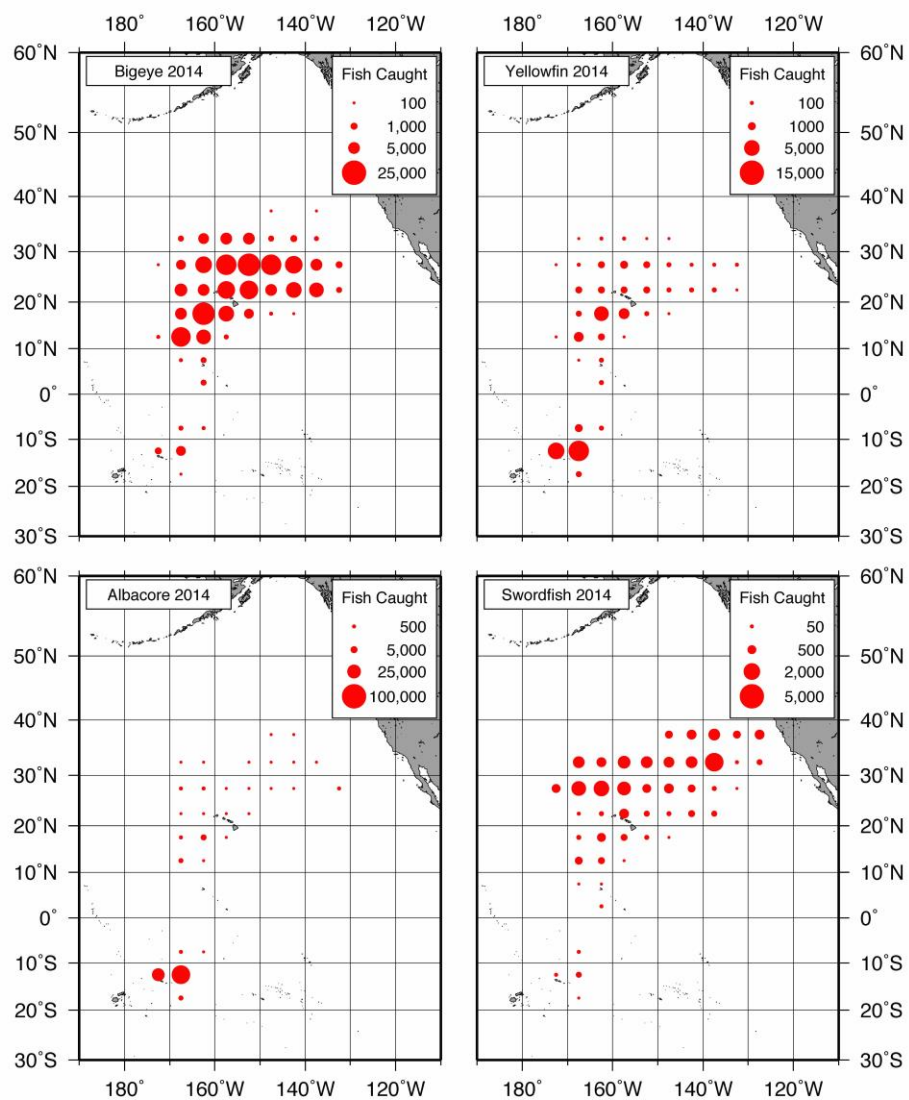 180˚ 160˚W 140˚W 120˚W 180˚ 160˚W 140˚W 120˚W
60˚N Bigeye 2014 Fish Caught Yellowfin 2014 Fish Caught 60˚N
100 100
1,000 1000
50˚N 5,000 5,000 50˚N
25,000 15,000
40˚N 40˚N
30˚N 30˚N
20˚N 20˚N
10˚N 10˚N
0˚ 0˚
10˚S 10˚S
20˚S 20˚S
30˚S 30˚S
60˚N Albacore 2014 Fish Caught Swordfish 2014 Fish Caught 60˚N
500 50
5,000 500
50˚N 25,000 2,000 50˚N
100,000 5,000
40˚N 40˚N
30˚N 30˚N
20˚N 20˚N
10˚N 10˚N
0˚ 0˚
10˚S 10˚S
20˚S 20˚S
30˚S 30˚S
180˚ 160˚W 140˚W 120˚W 180˚ 160˚W 140˚W 120˚W